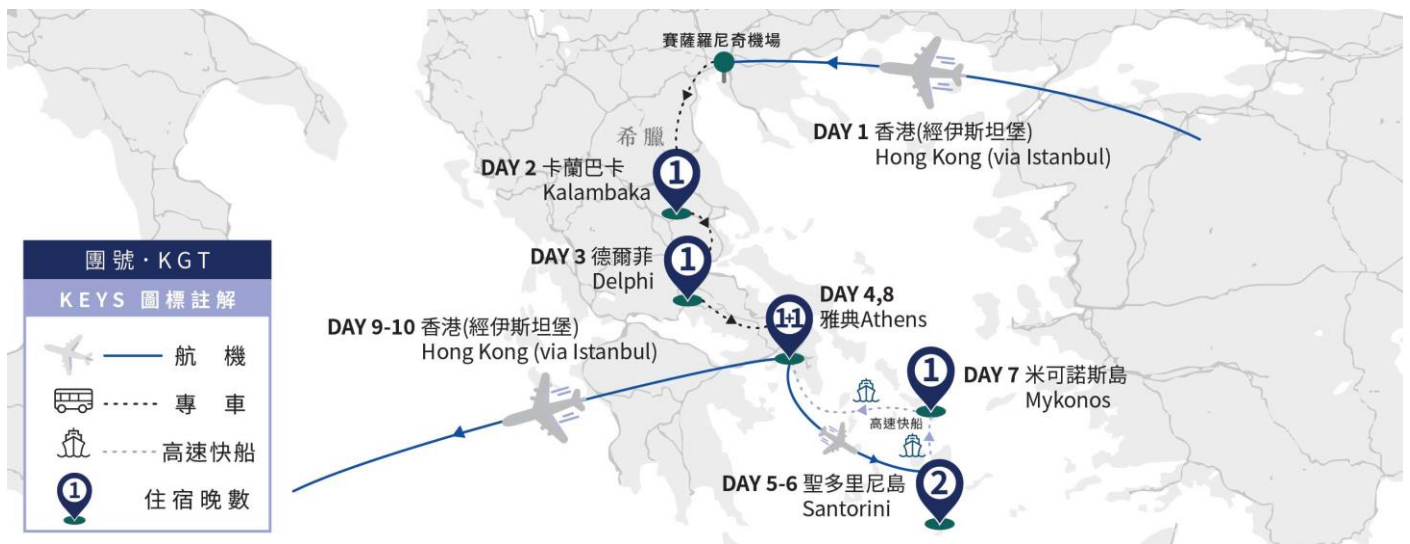 賽薩羅尼奇機場
DAY 1 香港(經伊斯坦堡)
Hong Kong (via Istanbul)
希臘
DAY 2 卡蘭巴卡
Kalambaka
1
DAY 3 德爾菲
Delphi
1
DAY 4,8
雅典Athens
1+1
DAY 9-10 香港(經伊斯坦堡)
Hong Kong (via Istanbul)
DAY 7 米可諾斯島
Mykonos
1
高速快船
DAY 5-6 聖多里尼島
Santorini
2
團號·KGT
KEYS 圖標註解
航機
專車
高速快船
1
住宿晚數